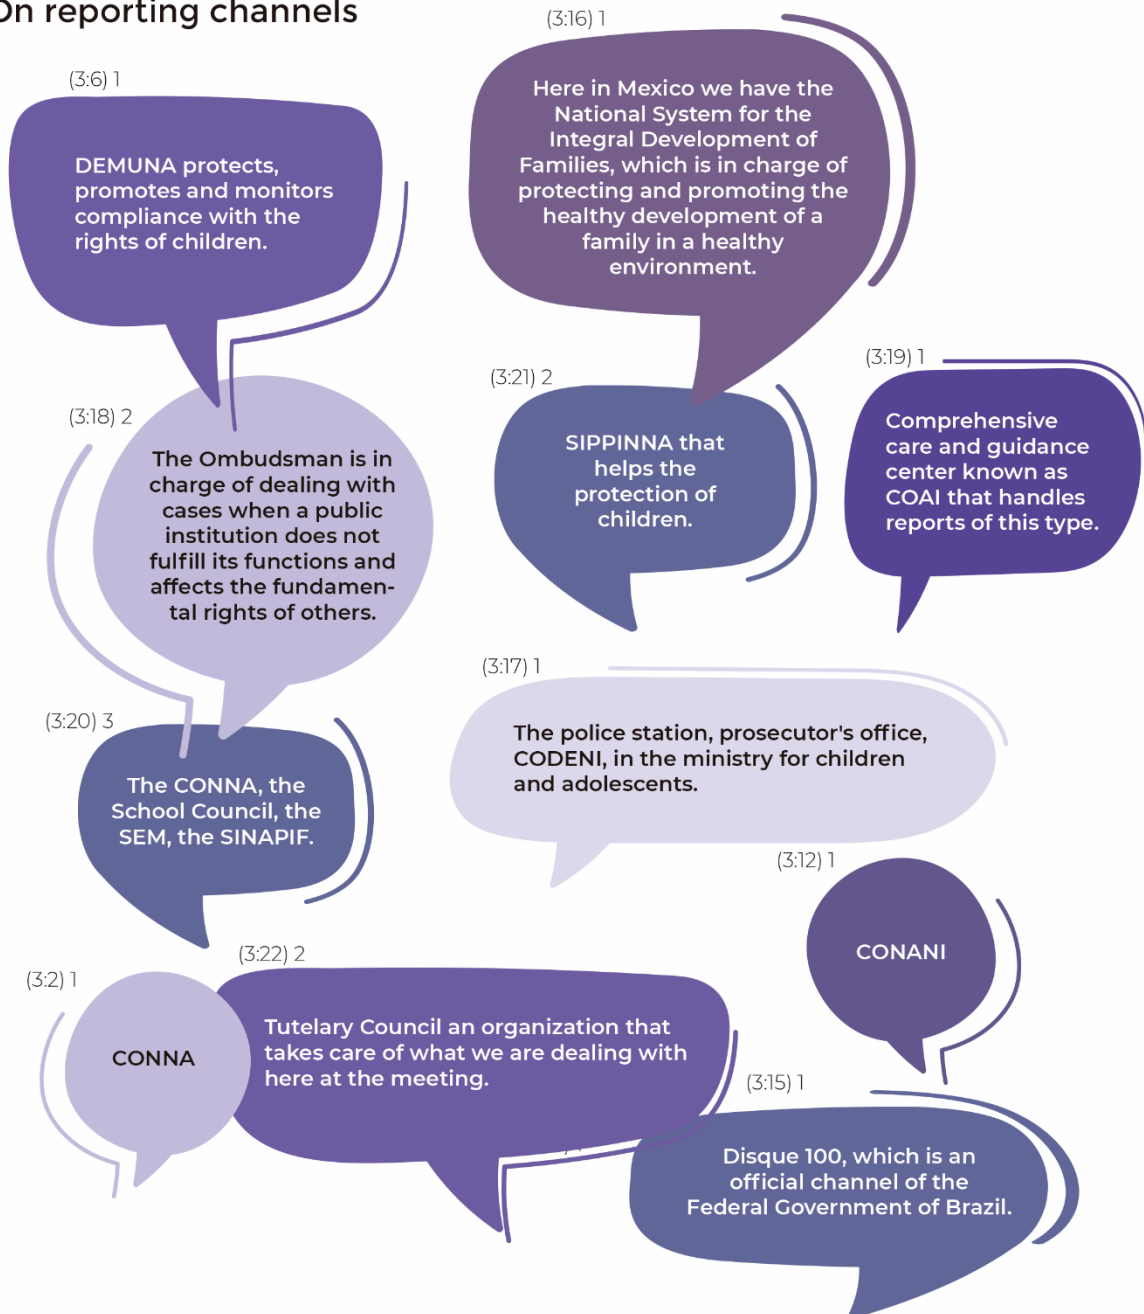 On reporting channels
(3:16) 1
Here in Mexico we have the
National System for the
Integral Development of
Families, which is in charge of
protecting and promoting the
healthy development of a
family in a healthy
environment.
(3:6) 1
DEMUNA protects,
promotes and monitors
compliance with the
rights of children.
(3:21) 2
SIPPINNA that
helps the
protection of
children.
(3:19) 1
Comprehensive
care and guidance
center known as
COAI that handles
reports of this type.
(3:18) 2
The Ombudsman is in
charge of dealing with
cases when a public
institution does not
fulfill its functions and
affects the fundamen-
tal rights of others.
(3:17) 1
The police station, prosecutor's office,
CODENI, in the ministry for children
and adolescents.
(3:20) 3
The CONNA, the
School Council, the
SEM, the SINAPIF.
(3:12) 1
CONANI
(3:2) 1
CONNA
(3:22) 2
Tutelary Council an organization that
takes care of what we are dealing with
here at the meeting.
(3:15) 1
Disque 100, which is an
official channel of the
Federal Government of Brazil.